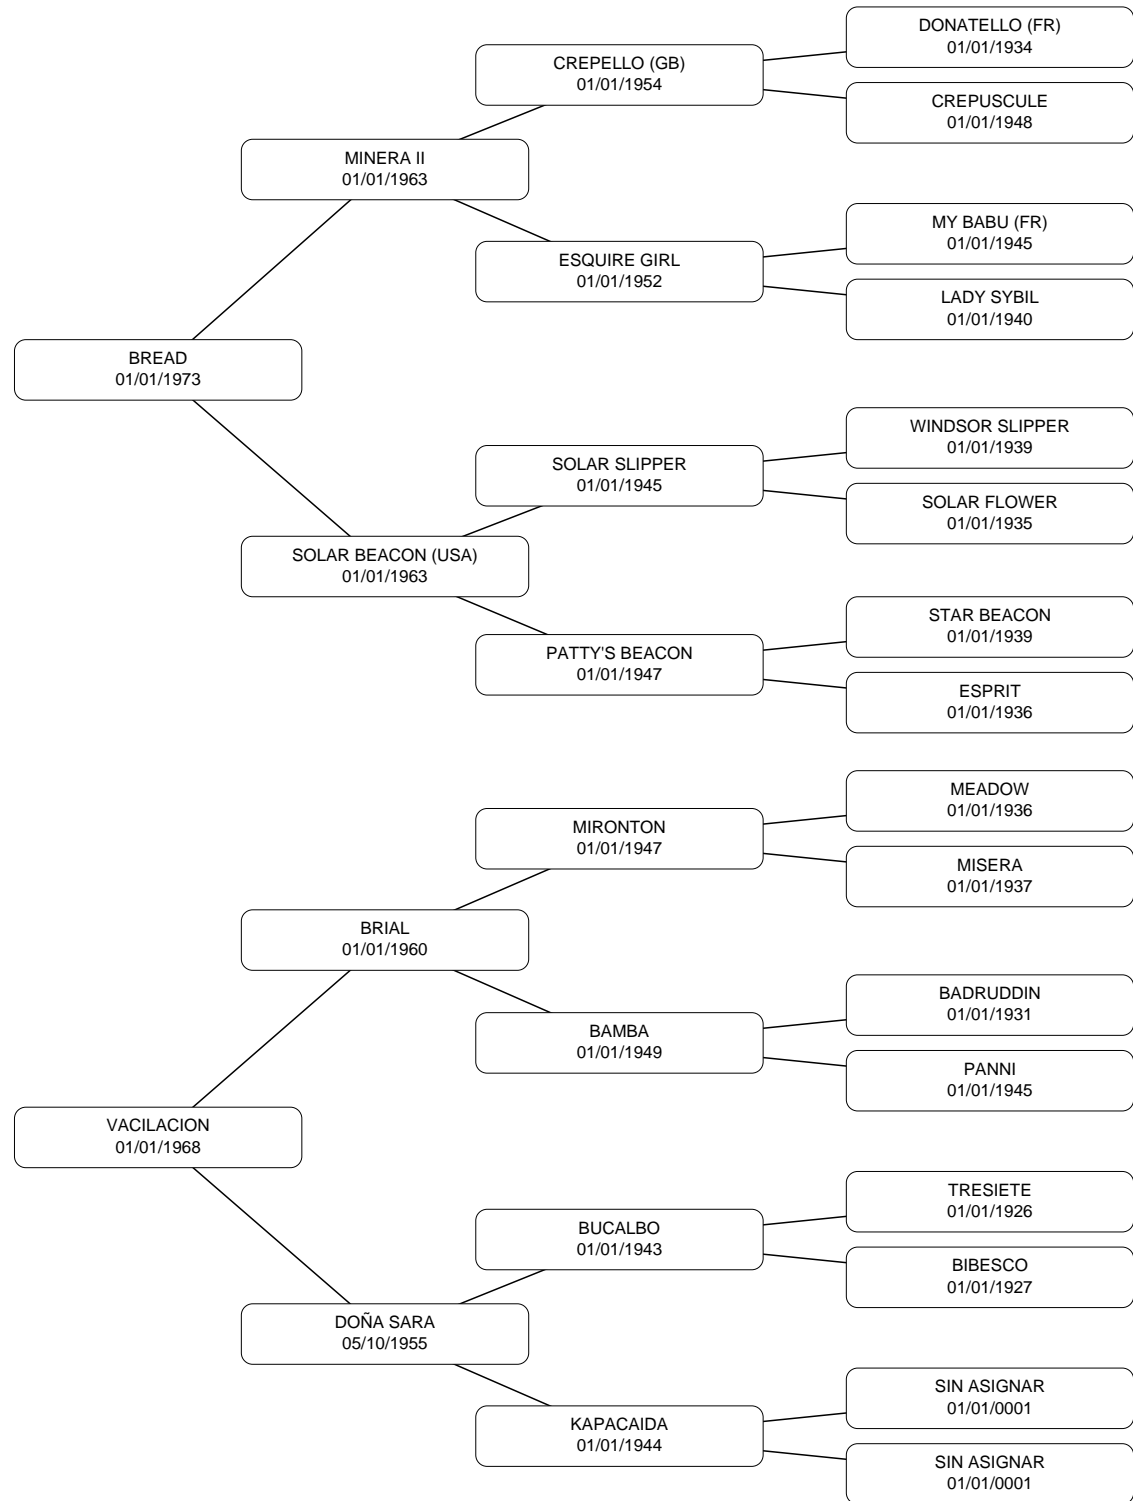 DONATELLO (FR)
01/01/1934
CREPELLO (GB)
01/01/1954
CREPUSCULE
01/01/1948
MINERA II
01/01/1963
MY BABU (FR)
01/01/1945
ESQUIRE GIRL
01/01/1952
LADY SYBIL
01/01/1940
BREAD
01/01/1973
WINDSOR SLIPPER
01/01/1939
SOLAR SLIPPER
01/01/1945
SOLAR FLOWER
01/01/1935
SOLAR BEACON (USA)
01/01/1963
STAR BEACON
01/01/1939
PATTY'S BEACON
01/01/1947
ESPRIT
01/01/1936
MEADOW
01/01/1936
MIRONTON
01/01/1947
MISERA
01/01/1937
BRIAL
01/01/1960
BADRUDDIN
01/01/1931
BAMBA
01/01/1949
PANNI
01/01/1945
VACILACION
01/01/1968
TRESIETE
01/01/1926
BUCALBO
01/01/1943
BIBESCO
01/01/1927
DOÑA SARA
05/10/1955
SIN ASIGNAR
01/01/0001
KAPACAIDA
01/01/1944
SIN ASIGNAR
01/01/0001